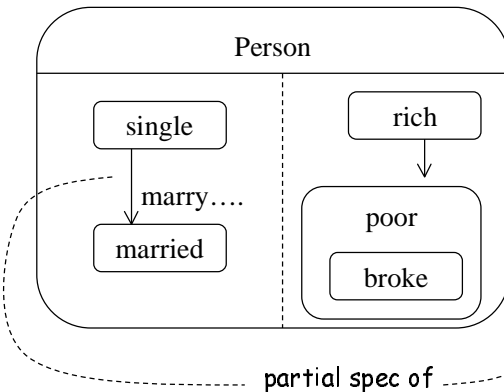 Person
single
rich
marry....
poor
married
broke
partial spec of